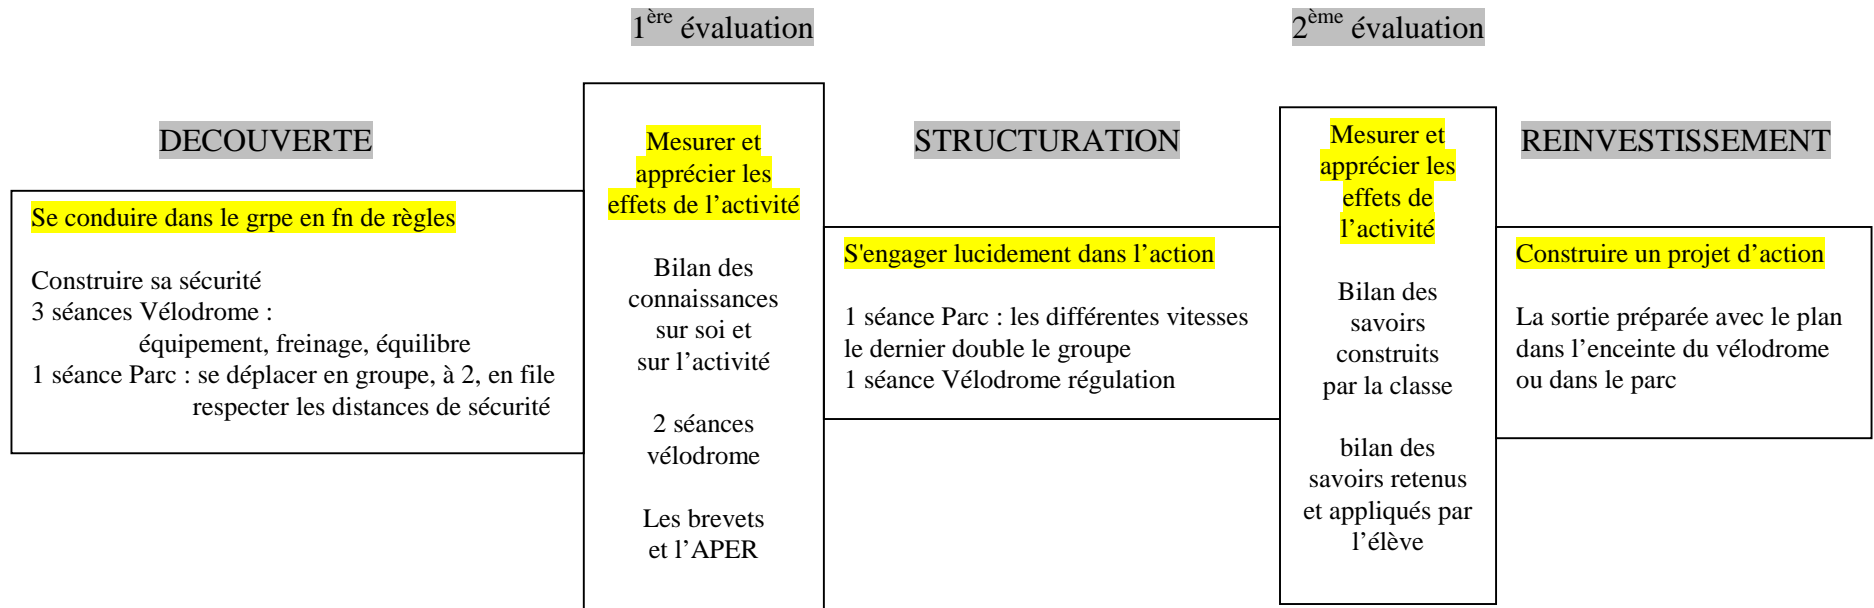 1ère évaluation
2ème évaluation
DECOUVERTE
Se conduire dans le grpe en fn de règles
Construire sa sécurité
3 séances Vélodrome :
équipement, freinage, équilibre
1 séance Parc : se déplacer en groupe, à 2, en file
respecter les distances de sécurité
Mesurer et
apprécier les
effets de l’activité
Bilan des
connaissances
sur soi et
sur l’activité
2 séances
vélodrome
Les brevets
et l’APER
STRUCTURATION
S'engager lucidement dans l’action
1 séance Parc : les différentes vitesses
le dernier double le groupe
1 séance Vélodrome régulation
Mesurer et
apprécier les
effets de
l’activité
Bilan des
savoirs
construits
par la classe
bilan des
savoirs retenus
et appliqués par
l’élève
REINVESTISSEMENT
Construire un projet d’action
La sortie préparée avec le plan
dans l’enceinte du vélodrome
ou dans le parc